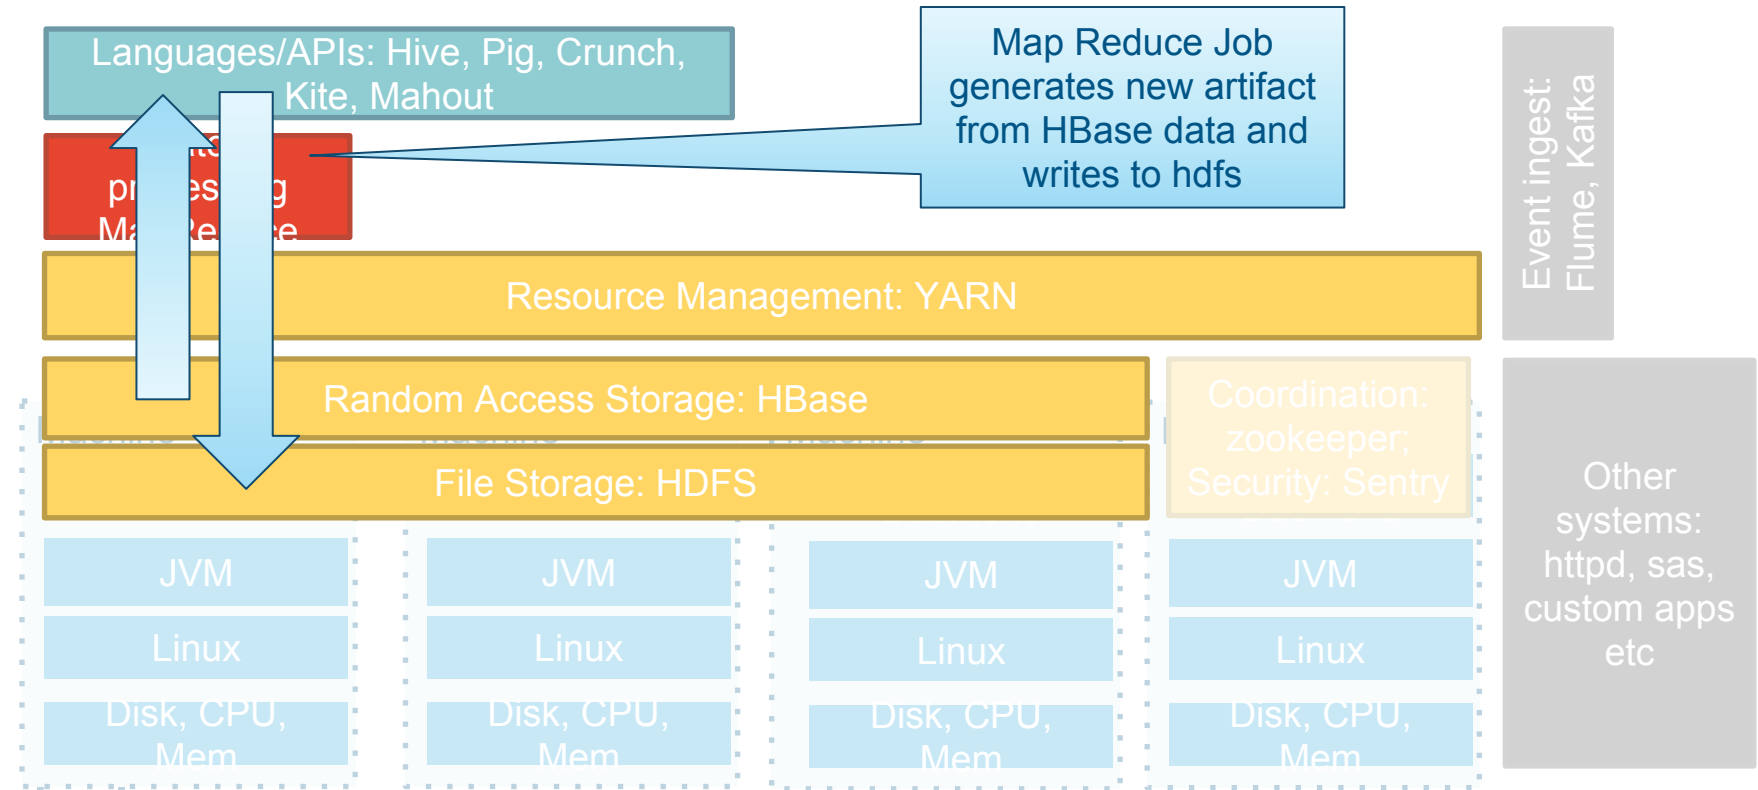 Languages/APIs: Hive, Pig, Crunch,
Kite, Mahout
Map Reduce Job
generates new artifact
from HBase data and
writes to hdfs
Event ingest:
Flume, Kafka
Resource Management: YARN
Random Access Storage: HBase
File Storage: HDFS
Coordination:
zookeeper;
Security: Sentry
Other
systems:
httpd, sas,
custom apps
etc
JVM
JVM
JVM
JVM
Linux
Linux
Linux
Linux
Disk, CPU,
Mem
Disk, CPU,
Mem
Disk, CPU,
Mem
Disk, CPU,
Mem